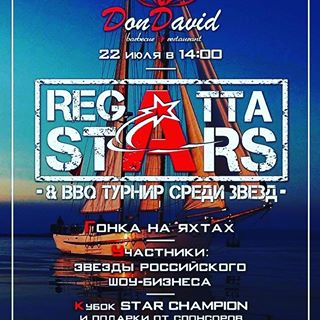 DonDavid
barbecue restaurant
22 июля в 14:00
REGATTA
STARS
- & BBQ ТУРНИР СРЕДИ ЗВЕЗД -
ГОНКА НА ЯХТАХ
УЧАСТНИКИ:
ЗВЕЗДЫ РОССИЙСКОГО
ШОУ-БИЗНЕСА
КУБОК STAR CHAMPION
И ПОДАРКИ ОТ СПОНСОРОВ